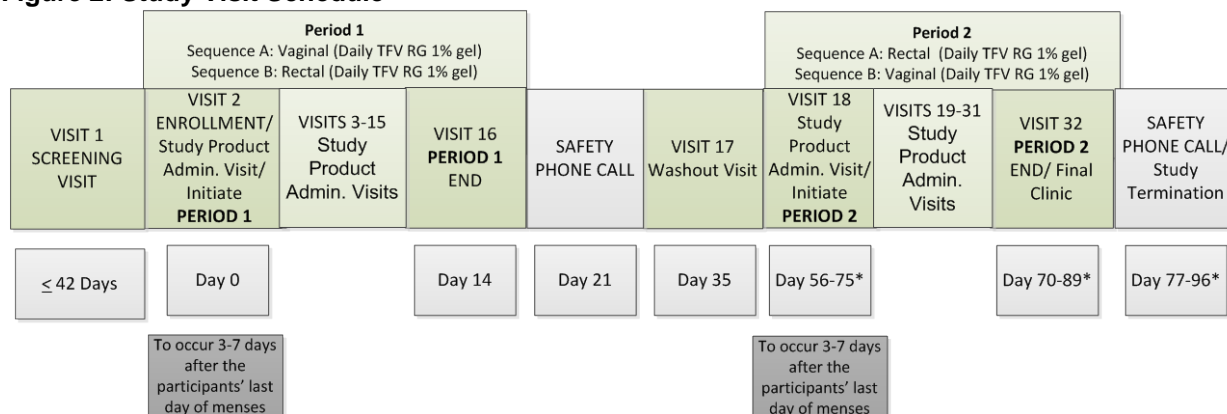 Figure 2: Study Visit Schedule
Period 1
Sequence A: Vaginal (Daily TFV RG 1% gel)
Sequence B: Rectal (Daily TFV RG 1% gel)
Period 2
Sequence A: Rectal (Daily TFV RG 1% gel)
Sequence B: Vaginal (Daily TFV RG 1% gel)
VISIT 1
SCREENING
VISIT
VISIT 2
ENROLLMENT/
Study Product
Admin. Visit/
Initiate
PERIOD 1
VISITS 3-15
Study
Product
Admin. Visits
VISIT 16
PERIOD 1
END
SAFETY
PHONE CALL
VISIT 17
Washout Visit
VISIT 18
Study
Product
Admin. Visit/
Initiate
PERIOD 2
VISITS 19-31
Study
Product
Admin.
Visits
VISIT 32
PERIOD 2
END/ Final
Clinic
SAFETY
PHONE CALL/
Study
Termination
≤ 42 Days
Day 0
Day 14
Day 21
Day 35
Day 56-75*
Day 70-89*
Day 77-96*
To occur 3-7 days
after the
participants' last
day of menses
To occur 3-7 days
after the
participants' last
day of menses